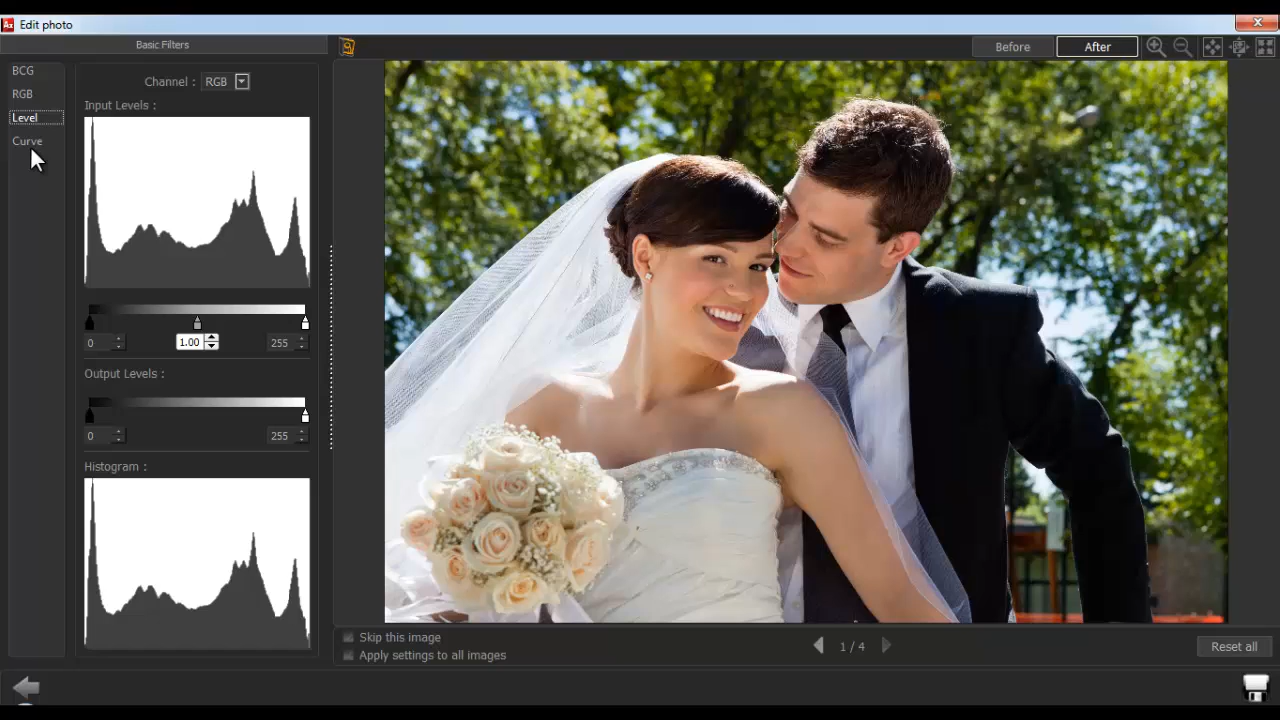 Ax Edit photo
Basic Filters
Before
After
BCG
RGB
Level
Curve
Channel : RGB
Input Levels :
0
1.00
255
Output Levels :
0
255
Histogram :
Skip this image
Apply settings to all images
1 / 4
Reset all